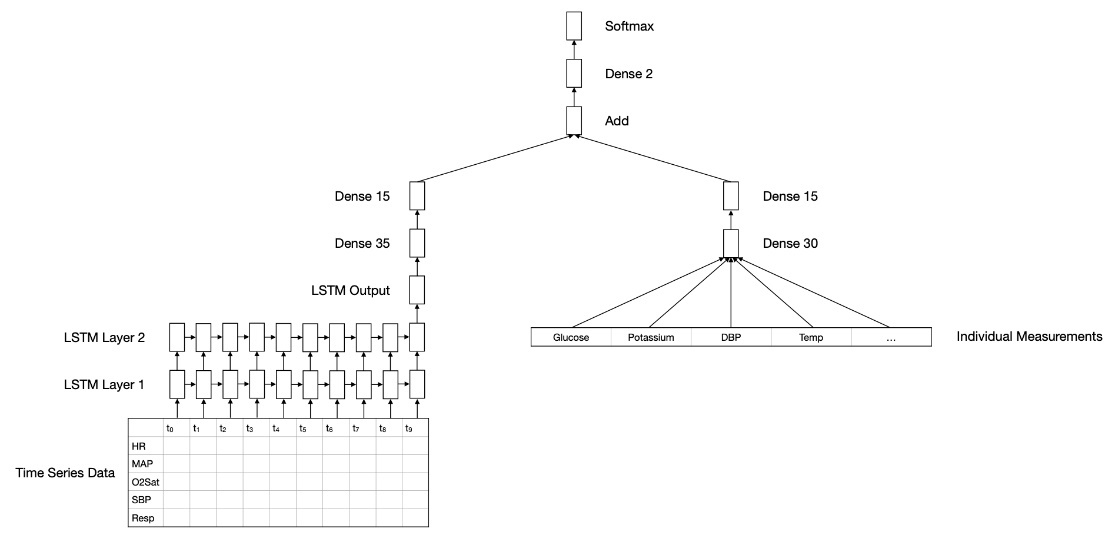 Softmax
Dense 2
Add
Dense 15
Dense 15
Dense 35
Dense 30
LSTM Output
LSTM Layer 2
Glucose Potassium DBP Temp ... Individual Measurements
LSTM Layer 1
t0 t1 t2 t3 t4 t5 t6 t7 t8 t9
HR
MAP
Time Series Data
O2Sat
SBP
Resp